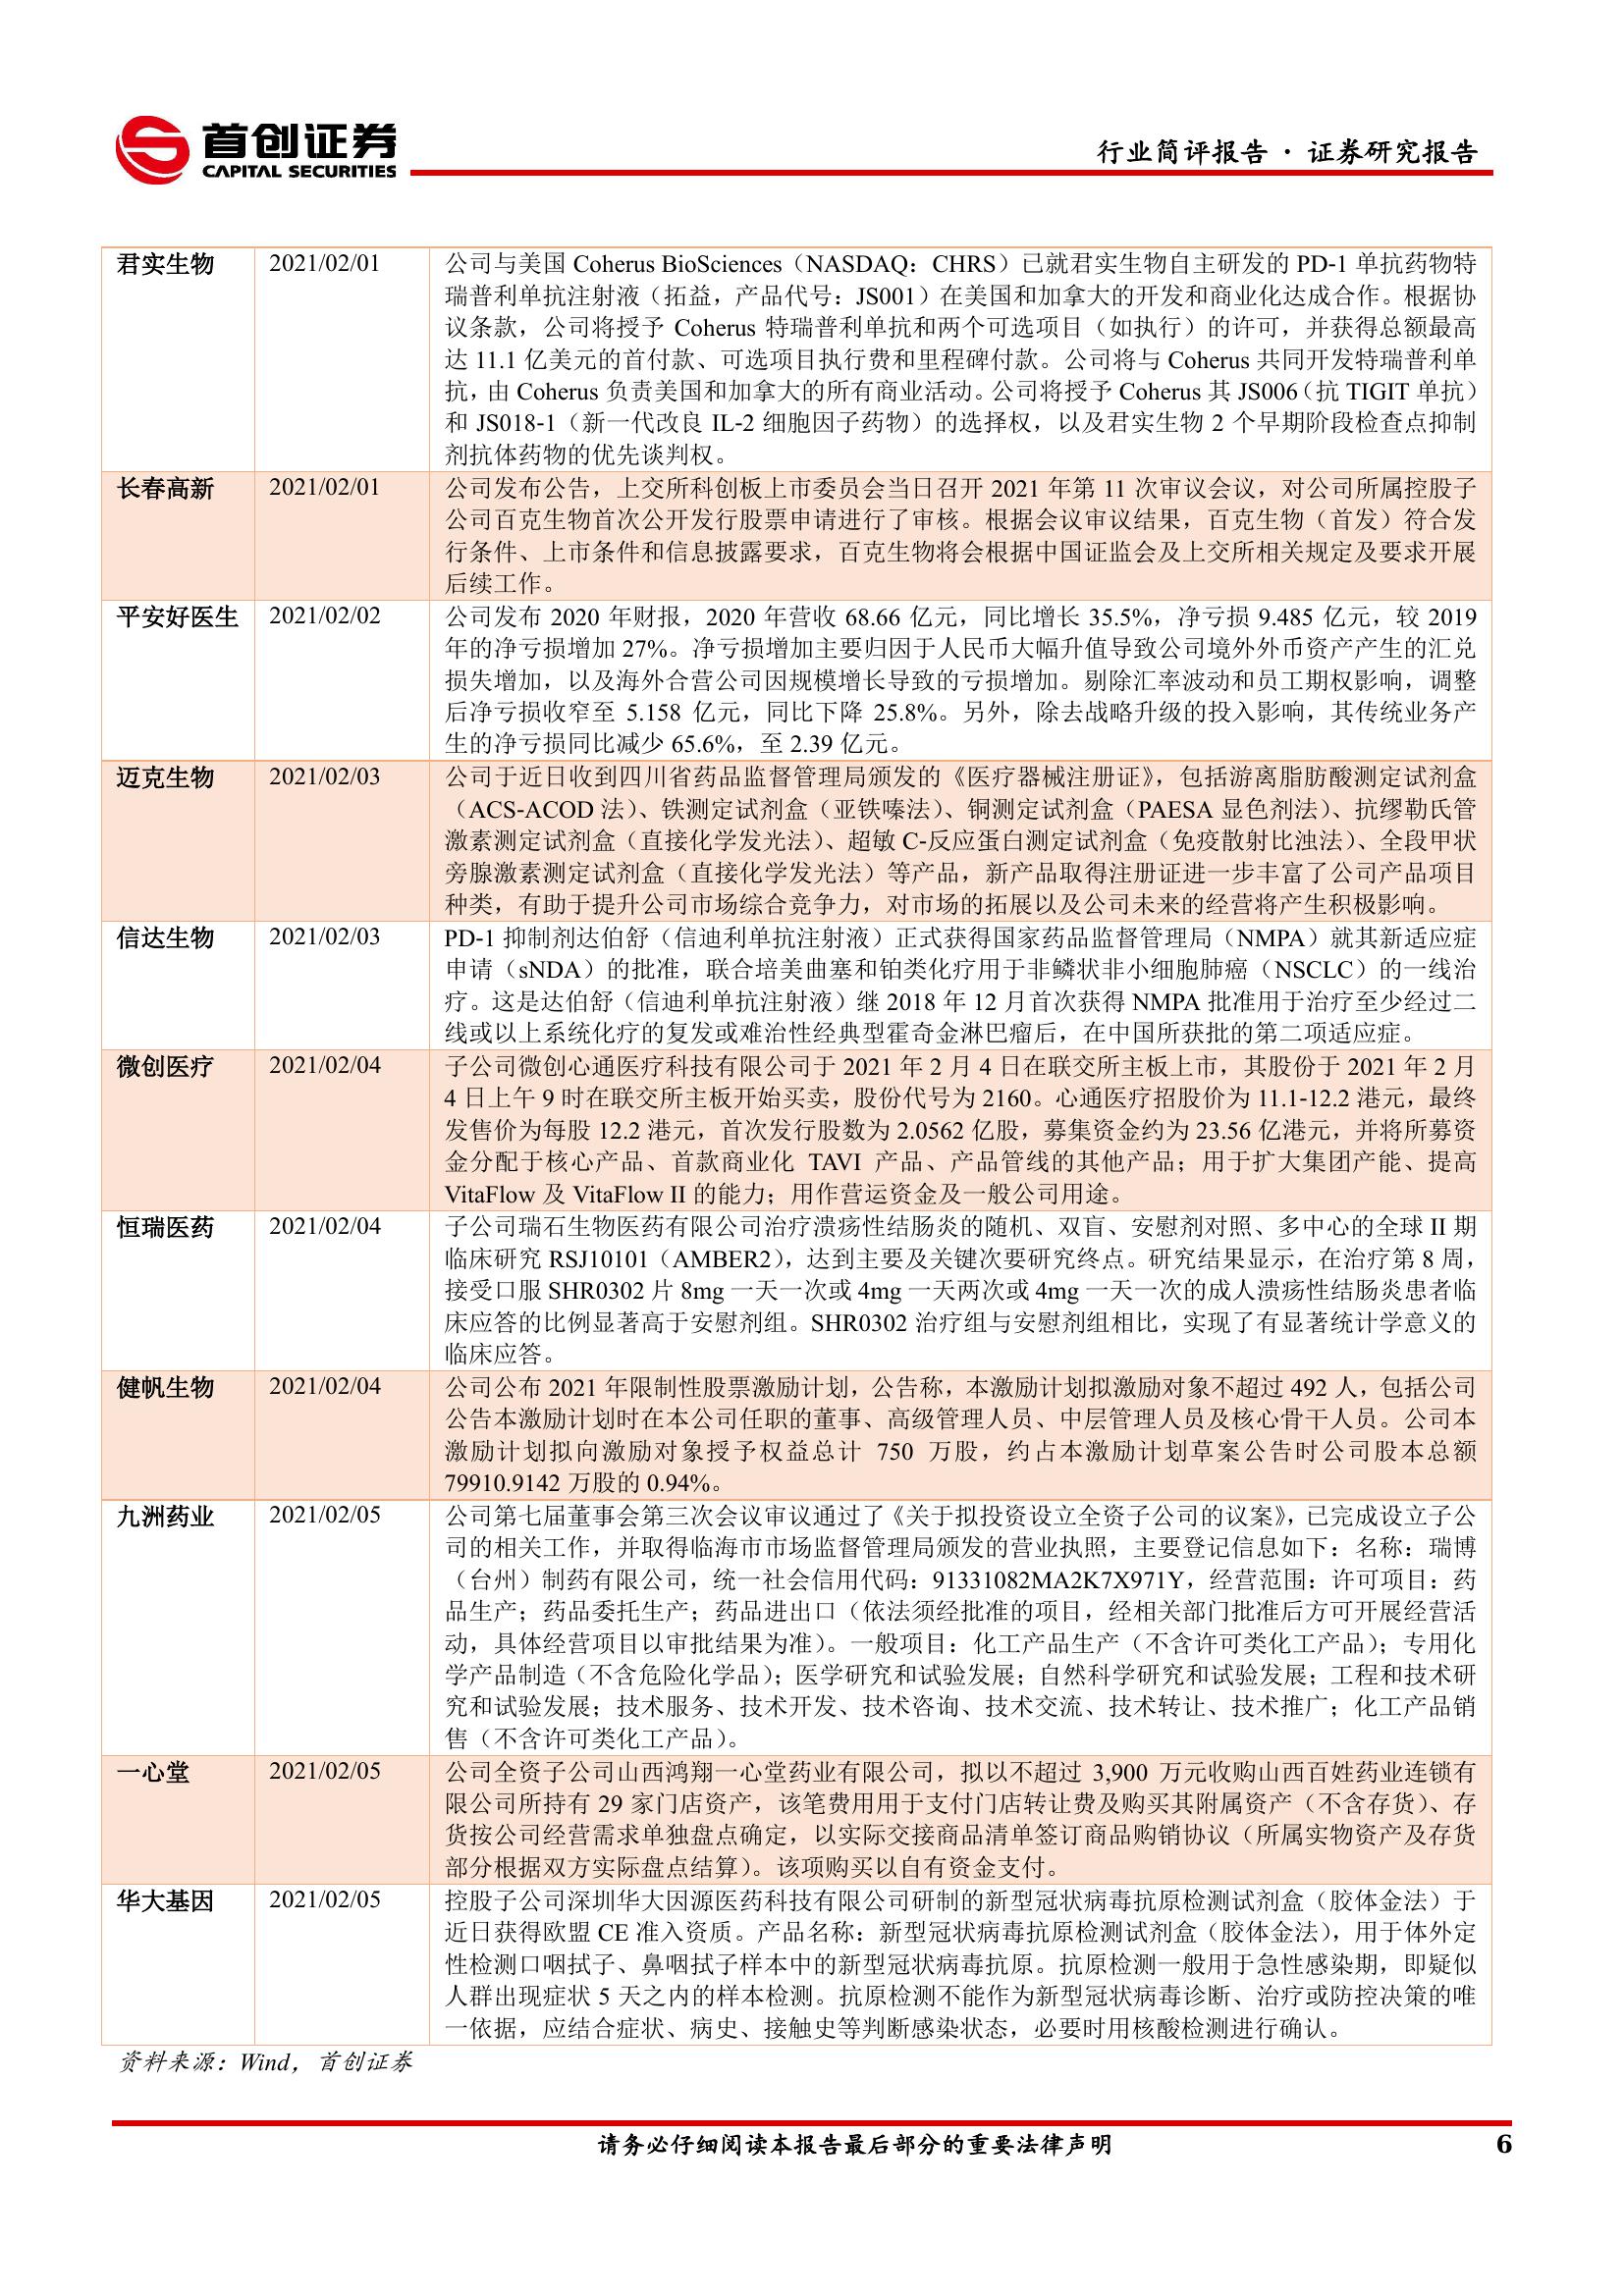 首创证券
CAPITAL SECURITIES
行业简评报告 · 证券研究报告
君实生物 2021/02/01 公司与美国 Coherus BioSciences（NASDAQ：CHRS）已就君实生物自主研发的 PD-1 单抗药物特
瑞普利单抗注射液（拓益，产品代号：JS001）在美国和加拿大的开发和商业化达成合作。根据协
议条款，公司将授予 Coherus 特瑞普利单抗和两个可选项目（如执行）的许可，并获得总额最高
达 11.1 亿美元的首付款、可选项目执行费和里程碑付款。公司将与 Coherus 共同开发特瑞普利单
抗，由 Coherus 负责美国和加拿大的所有商业活动。公司将授予 Coherus 其 JS006（抗 TIGIT 单抗）
和 JS018-1（新一代改良 IL-2 细胞因子药物）的选择权，以及君实生物 2 个早期阶段检查点抑制
剂抗体药物的优先谈判权。
长春高新 2021/02/01 公司发布公告，上交所科创板上市委员会当日召开 2021 年第 11 次审议会议，对公司所属控股子
公司百克生物首次公开发行股票申请进行了审核。根据会议审议结果，百克生物（首发）符合发
行条件、上市条件和信息披露要求，百克生物将会根据中国证监会及上交所相关规定及要求开展
后续工作。
平安好医生 2021/02/02 公司发布 2020 年财报，2020 年营收 68.66 亿元，同比增长 35.5%，净亏损 9.485 亿元，较 2019
年的净亏损增加 27%。净亏损增加主要归因于人民币大幅升值导致公司境外外币资产产生的汇兑
损失增加，以及海外合营公司因规模增长导致的亏损增加。剔除汇率波动和员工期权影响，调整
后净亏损收窄至 5.158 亿元，同比下降 25.8%。另外，除去战略升级的投入影响，其传统业务产
生的净亏损同比减少 65.6%，至 2.39 亿元。
迈克生物 2021/02/03 公司于近日收到四川省药品监督管理局颁发的《医疗器械注册证》，包括游离脂肪酸测定试剂盒
（ACS-ACOD 法）、铁测定试剂盒（亚铁嗪法）、铜测定试剂盒（PAESA 显色剂法）、抗缪勒氏管
激素测定试剂盒（直接化学发光法）、超敏 C-反应蛋白测定试剂盒（免疫散射比浊法）、全段甲状
旁腺激素测定试剂盒（直接化学发光法）等产品，新产品取得注册证进一步丰富了公司产品项目
种类，有助于提升公司市场综合竞争力，对市场的拓展以及公司未来的经营将产生积极影响。
信达生物 2021/02/03 PD-1 抑制剂达伯舒（信迪利单抗注射液）正式获得国家药品监督管理局（NMPA）就其新适应症
申请（sNDA）的批准，联合培美曲塞和铂类化疗用于非鳞状非小细胞肺癌（NSCLC）的一线治
疗。这是达伯舒（信迪利单抗注射液）继 2018 年 12 月首次获得 NMPA 批准用于治疗至少经过二
线或以上系统化疗的复发或难治性经典型霍奇金淋巴瘤后，在中国所获批的第二项适应症。
微创医疗 2021/02/04 子公司微创心通医疗科技有限公司于 2021 年 2 月 4 日在联交所主板上市，其股份于 2021 年 2 月
4 日上午 9 时在联交所主板开始买卖，股份代号为 2160。心通医疗招股价为 11.1-12.2 港元，最终
发售价为每股 12.2 港元，首次发行股数为 2.0562 亿股，募集资金约为 23.56 亿港元，并将所募资
金分配于核心产品、首款商业化 TAVI 产品、产品管线的其他产品；用于扩大集团产能、提高
VitaFlow 及 VitaFlow II 的能力；用作营运资金及一般公司用途。
恒瑞医药 2021/02/04 子公司瑞石生物医药有限公司治疗溃疡性结肠炎的随机、双盲、安慰剂对照、多中心的全球 II 期
临床研究 RSJ10101（AMBER2），达到主要及关键次要研究终点。研究结果显示，在治疗第 8 周，
接受口服 SHR0302 片 8mg 一天一次或 4mg 一天两次或 4mg 一天一次的成人溃疡性结肠炎患者临
床应答的比例显著高于安慰剂组。SHR0302 治疗组与安慰剂组相比，实现了有显著统计学意义的
临床应答。
健帆生物 2021/02/04 公司公布 2021 年限制性股票激励计划，公告称，本激励计划拟激励对象不超过 492 人，包括公司
公告本激励计划时在本公司任职的董事、高级管理人员、中层管理人员及核心骨干人员。公司本
激励计划拟向激励对象授予权益总计 750 万股，约占本激励计划草案公告时公司股本总额
79910.9142 万股的 0.94%。
九洲药业 2021/02/05 公司第七届董事会第三次会议审议通过了《关于拟投资设立全资子公司的议案》，已完成设立子公
司的相关工作，并取得临海市市场监督管理局颁发的营业执照，主要登记信息如下：名称：瑞博
（台州）制药有限公司，统一社会信用代码：91331082MA2K7X971Y，经营范围：许可项目：药
品生产；药品委托生产；药品进出口（依法须经批准的项目，经相关部门批准后方可开展经营活
动，具体经营项目以审批结果为准）。一般项目：化工产品生产（不含许可类化工产品）；专用化
学产品制造（不含危险化学品）；医学研究和试验发展；自然科学研究和试验发展；工程和技术研
究和试验发展；技术服务、技术开发、技术咨询、技术交流、技术转让、技术推广；化工产品销
售（不含许可类化工产品）。
一心堂 2021/02/05 公司全资子公司山西鸿翔一心堂药业有限公司，拟以不超过 3,900 万元收购山西百姓药业连锁有
限公司所持有 29 家门店资产，该笔费用用于支付门店转让费及购买其附属资产（不含存货）、存
货按公司经营需求单独盘点确定，以实际交接商品清单签订商品购销协议（所属实物资产及存货
部分根据双方实际盘点结算）。该项购买以自有资金支付。
华大基因 2021/02/05 控股子公司深圳华大因源医药科技有限公司研制的新型冠状病毒抗原检测试剂盒（胶体金法）于
近日获得欧盟 CE 准入资质。产品名称：新型冠状病毒抗原检测试剂盒（胶体金法），用于体外定
性检测口咽拭子、鼻咽拭子样本中的新型冠状病毒抗原。抗原检测一般用于急性感染期，即疑似
人群出现症状 5 天之内的样本检测。抗原检测不能作为新型冠状病毒诊断、治疗或防控决策的唯
一依据，应结合症状、病史、接触史等判断感染状态，必要时用核酸检测进行确认。
资料来源：Wind，首创证券
请务必仔细阅读本报告最后部分的重要法律声明 6